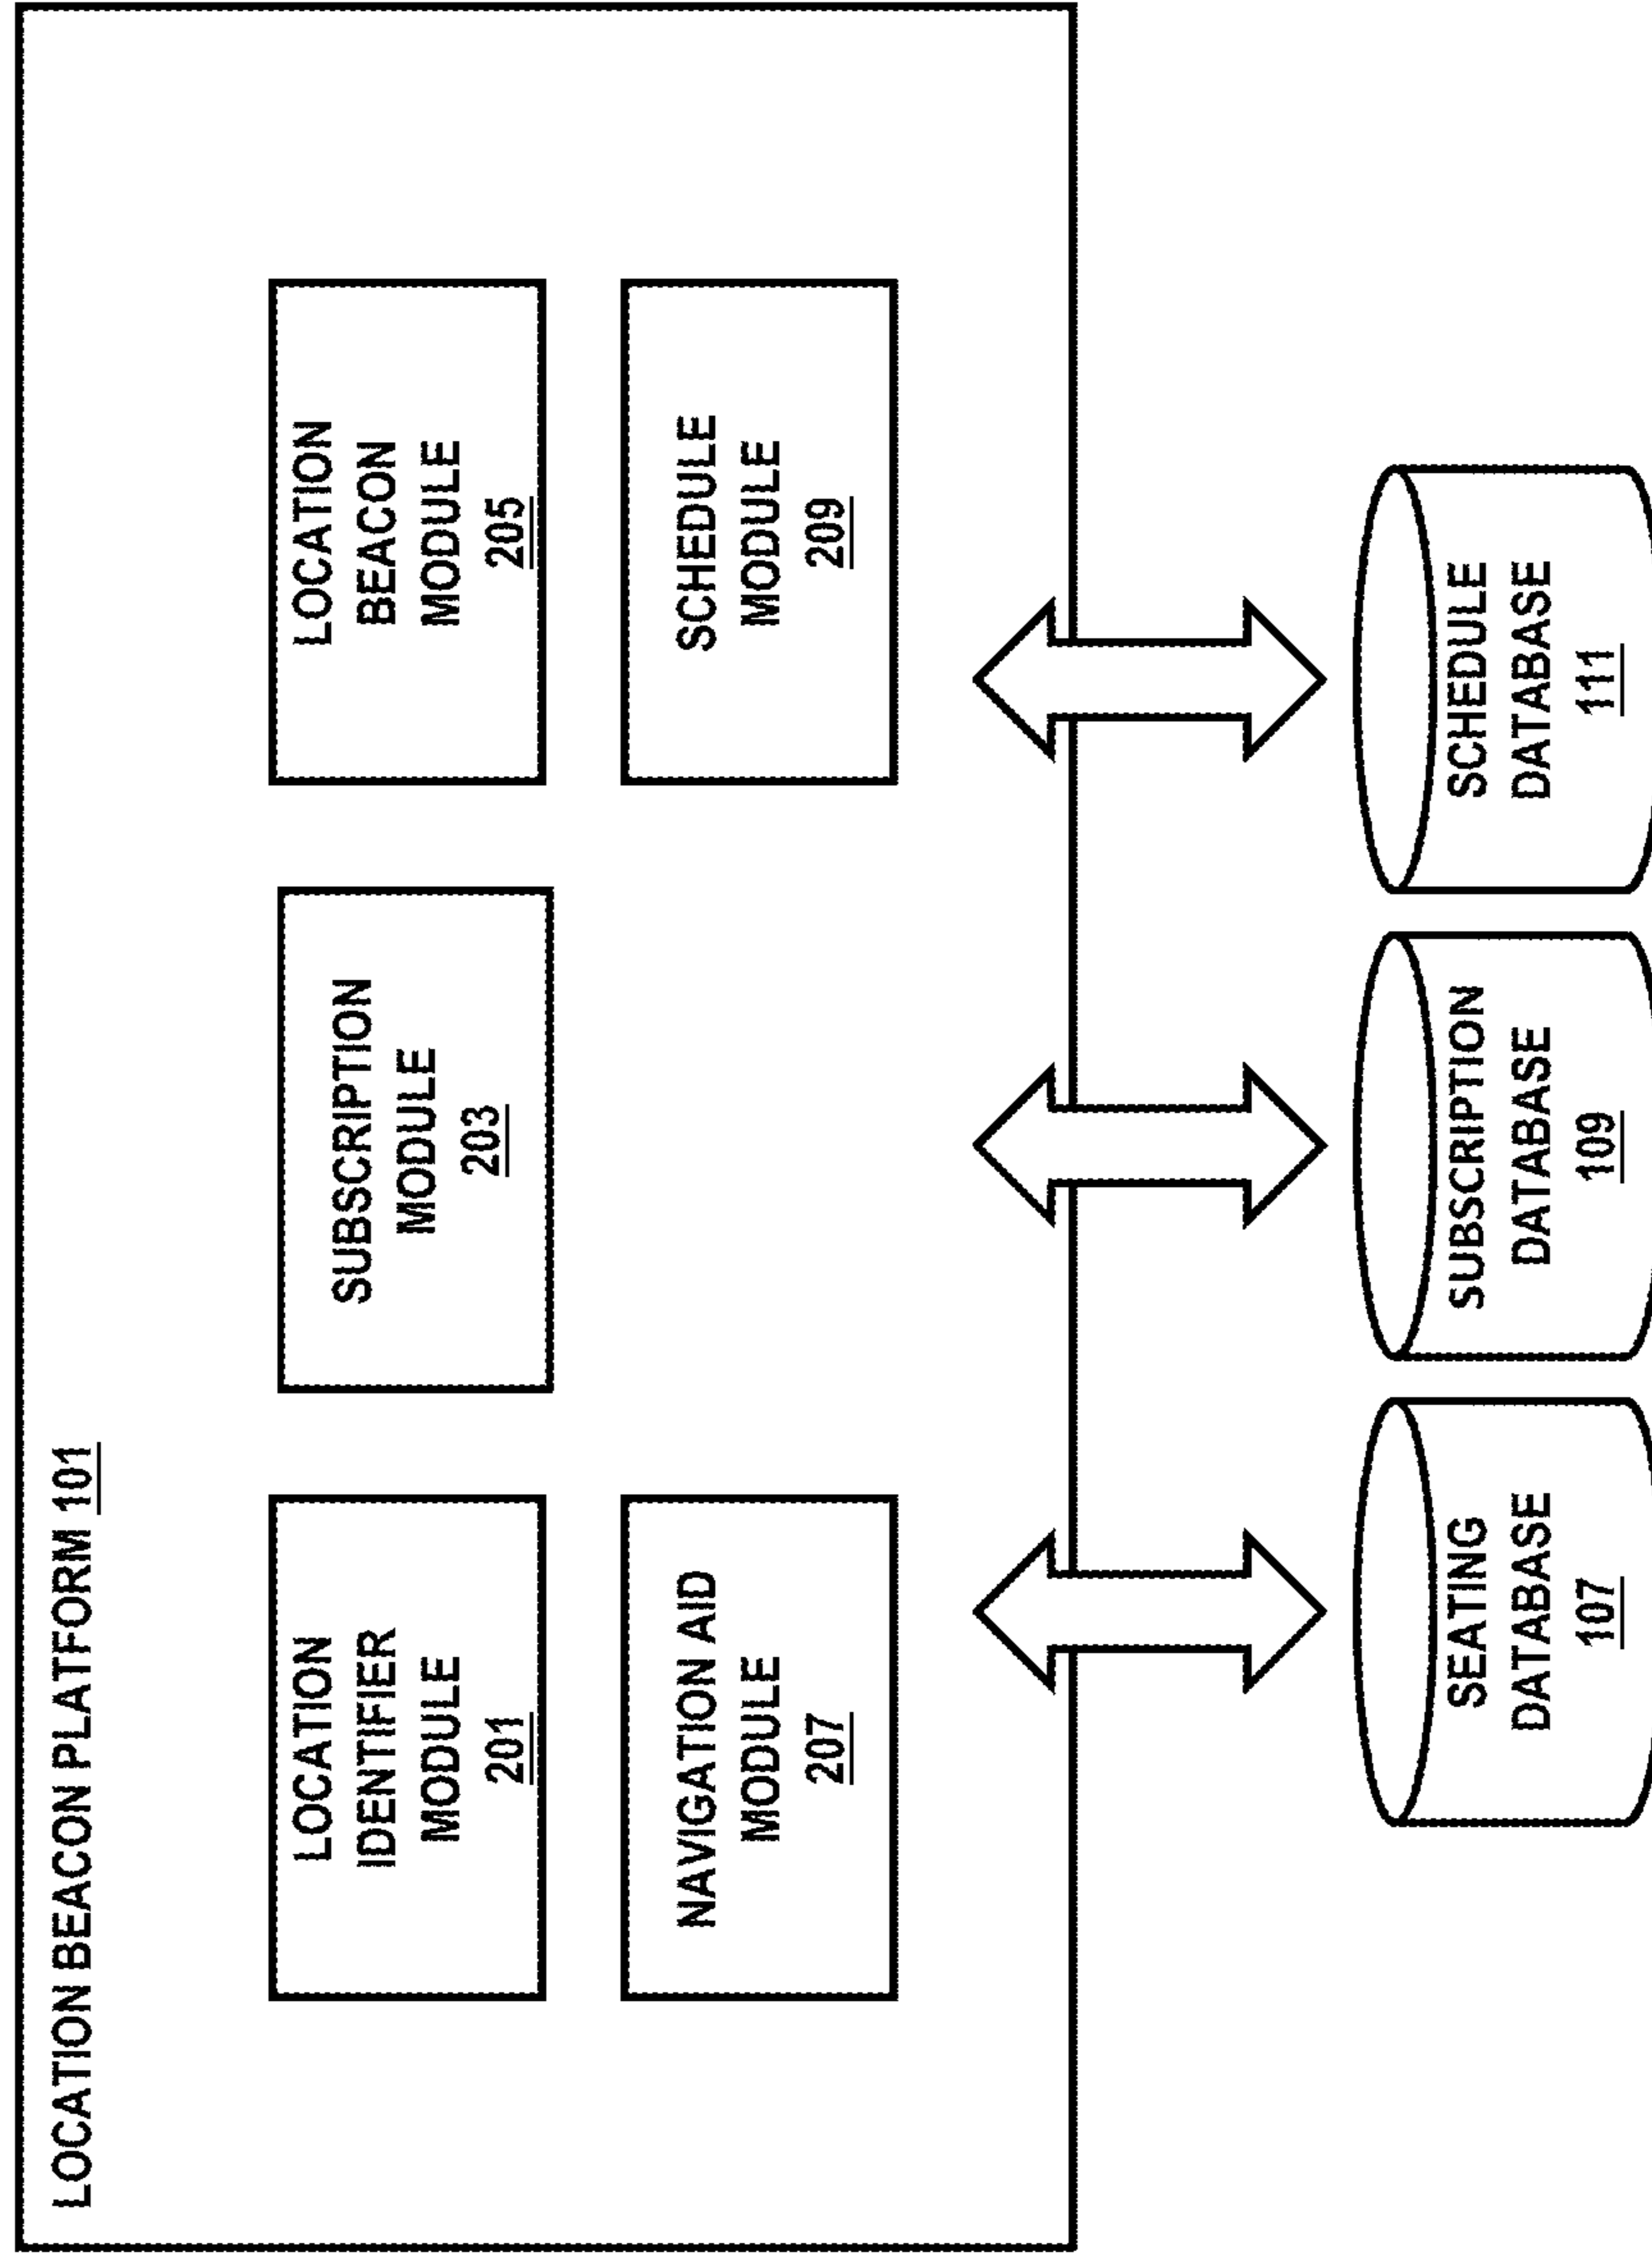 LOCATION BEACON PLATFORM 101
LOCATION
IDENTIFIER
MODULE
201
SUBSCRIPTION
MODULE
203
LOCATION
BEACON
MODULE
205
NAVIGATION AID
MODULE
207
SCHEDULE
MODULE
209
SEATING
DATABASE
107
SUBSCRIPTION
DATABASE
109
SCHEDULE
DATABASE
111